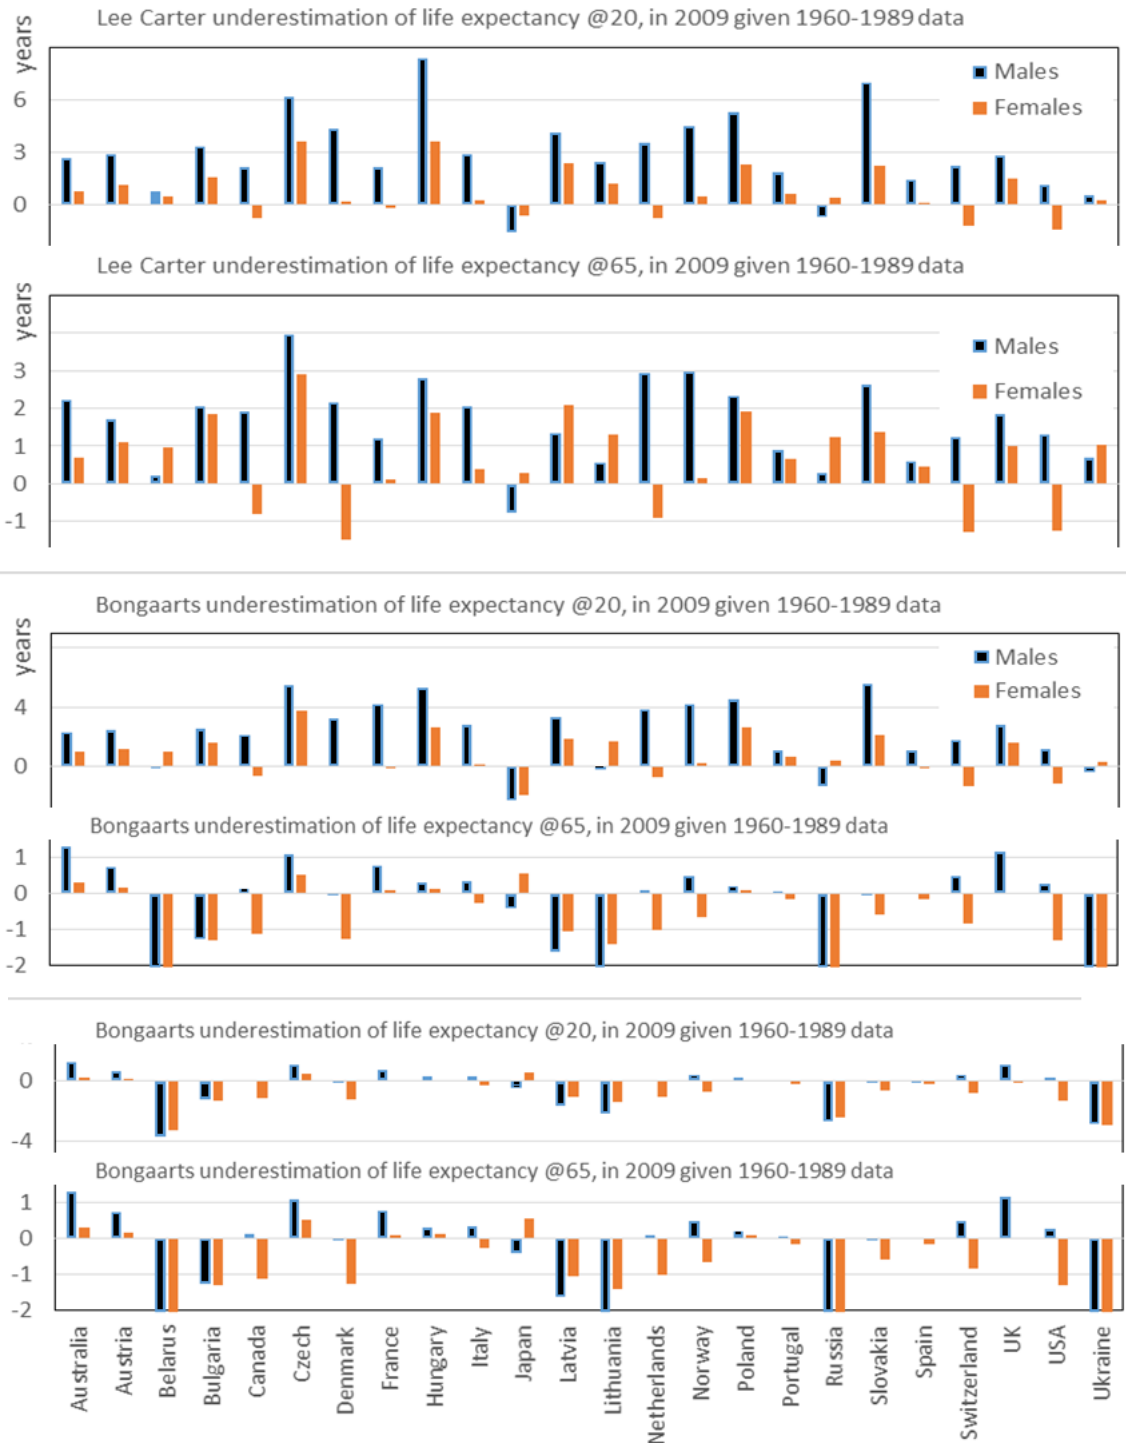 Lee Carter underestimation of life expectancy @20, in 2009 given 1960-1989 data
years
Males
Females
6
3
0
Lee Carter underestimation of life expectancy @65, in 2009 given 1960-1989 data
years
Males
Females
3
2
1
0
-1
Bongaarts underestimation of life expectancy @20, in 2009 given 1960-1989 data
years
Males
Females
4
0
Bongaarts underestimation of life expectancy @65, in 2009 given 1960-1989 data
1
0
-1
-2
Bongaarts underestimation of life expectancy @20, in 2009 given 1960-1989 data
0
-4
Bongaarts underestimation of life expectancy @65, in 2009 given 1960-1989 data
1
0
-1
-2
Australia
Austria
Belarus
Bulgaria
Canada
Czech
Denmark
France
Hungary
Italy
Japan
Latvia
Lithuania
Netherlands
Norway
Poland
Portugal
Russia
Slovakia
Spain
Switzerland
UK
USA
Ukraine